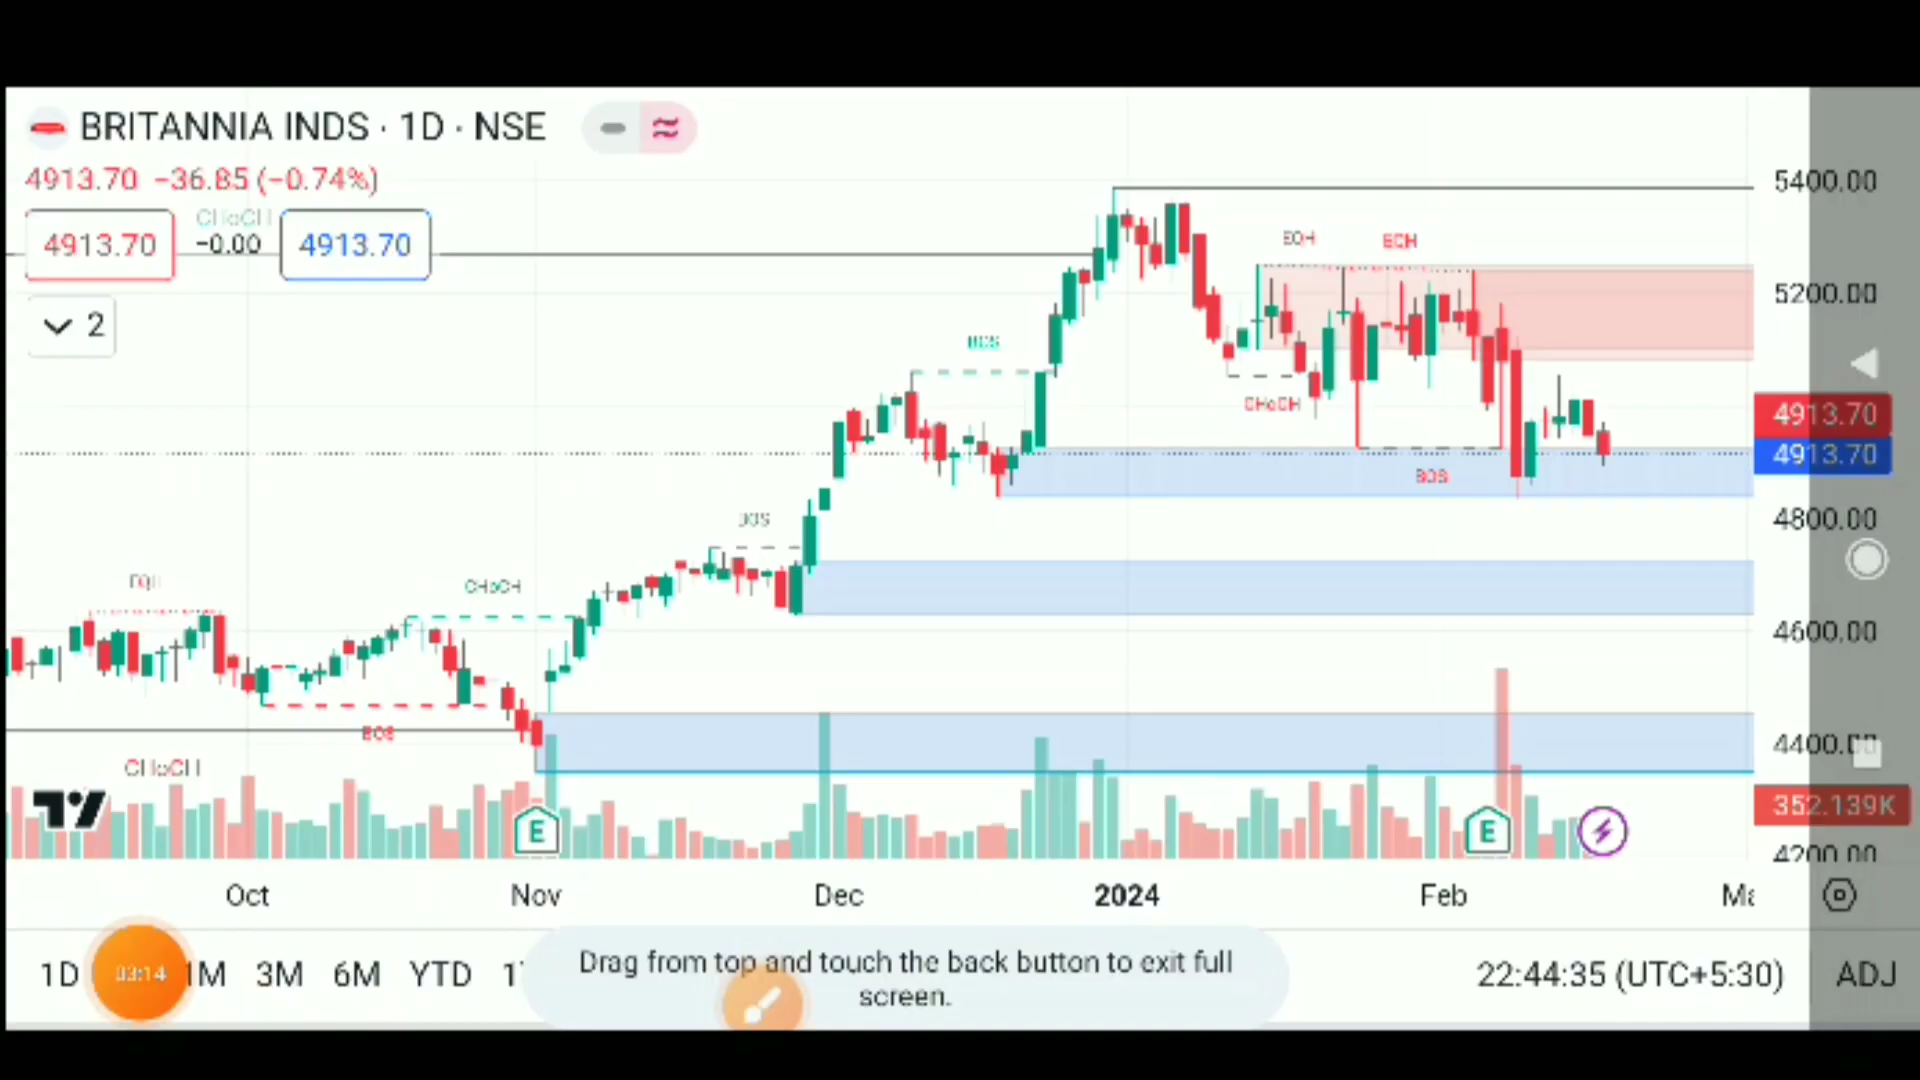 BRITANNIA INDS · 1D · NSE
4913.70 −36.85 (−0.74%)
CHoCH
4913.70 −0.00 4913.70
2
5400.00
EQH
5200.00
BOS
CHoCH
4913.70
4913.70
BOS
4800.00
BOS
CHoCH
4600.00
BOS
4400.00
CHoCH
352.139K
E E
4200.00
Oct Nov Dec 2024 Feb
1D 03:14 1M 3M 6M YTD
Drag from top and touch the back button to exit full
screen.
22:44:35 (UTC+5:30) ADJ